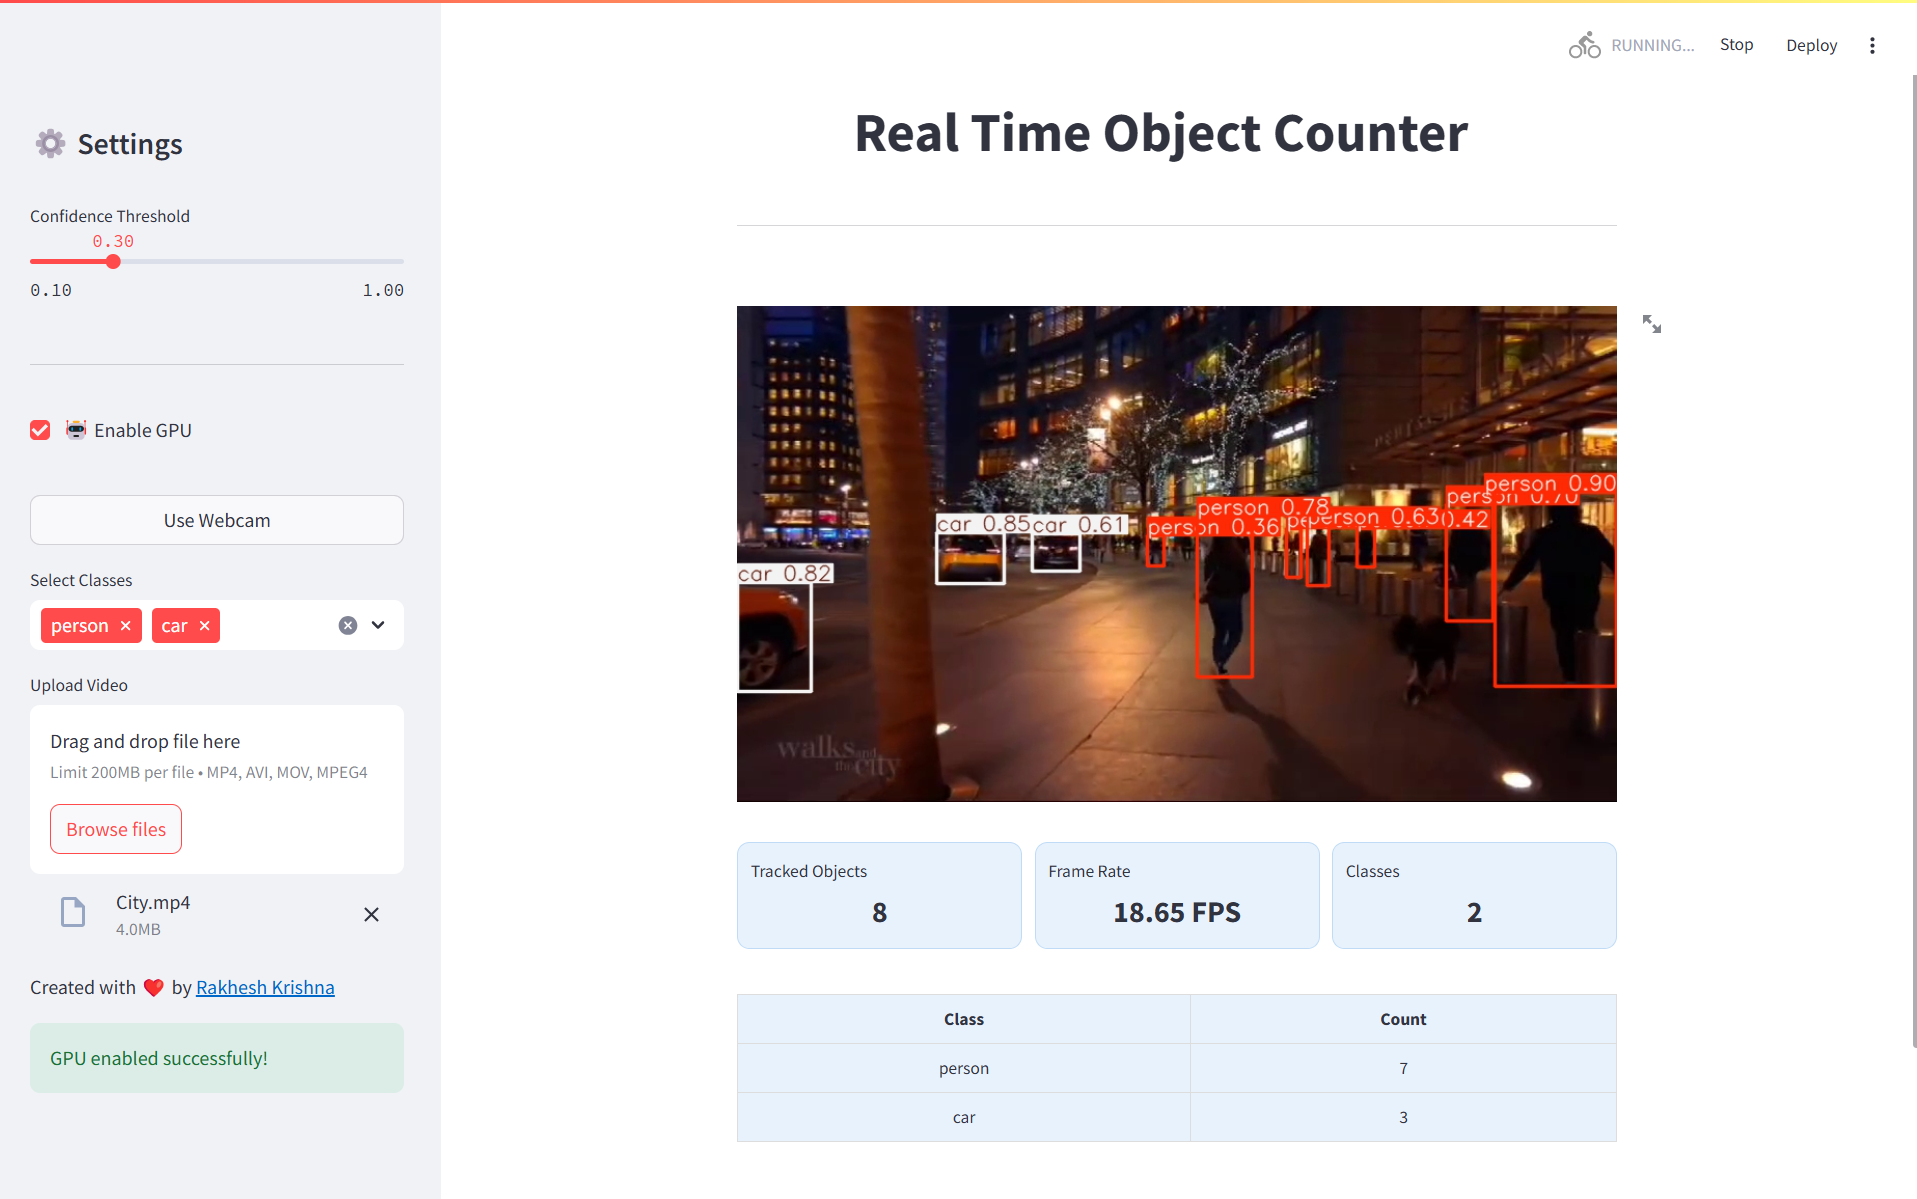 RUNNING...
Stop
Deploy
Settings
Confidence Threshold
0.30
0.10
1.00
Enable GPU
Use Webcam
Select Classes
person
car
Upload Video
Drag and drop file here
Limit 200MB per file • MP4, AVI, MOV, MPEG4
Browse files
City.mp4
4.0MB
Created with ❤️ by Rakhesh Krishna
GPU enabled successfully!
Real Time Object Counter
person 0.90
person 0.70
person 0.78
person 0.63
0.42
person 0.36
car 0.85
car 0.61
car 0.82
walks and
the city
Tracked Objects
8
Frame Rate
18.65 FPS
Classes
2
Class Count
person 7
car 3